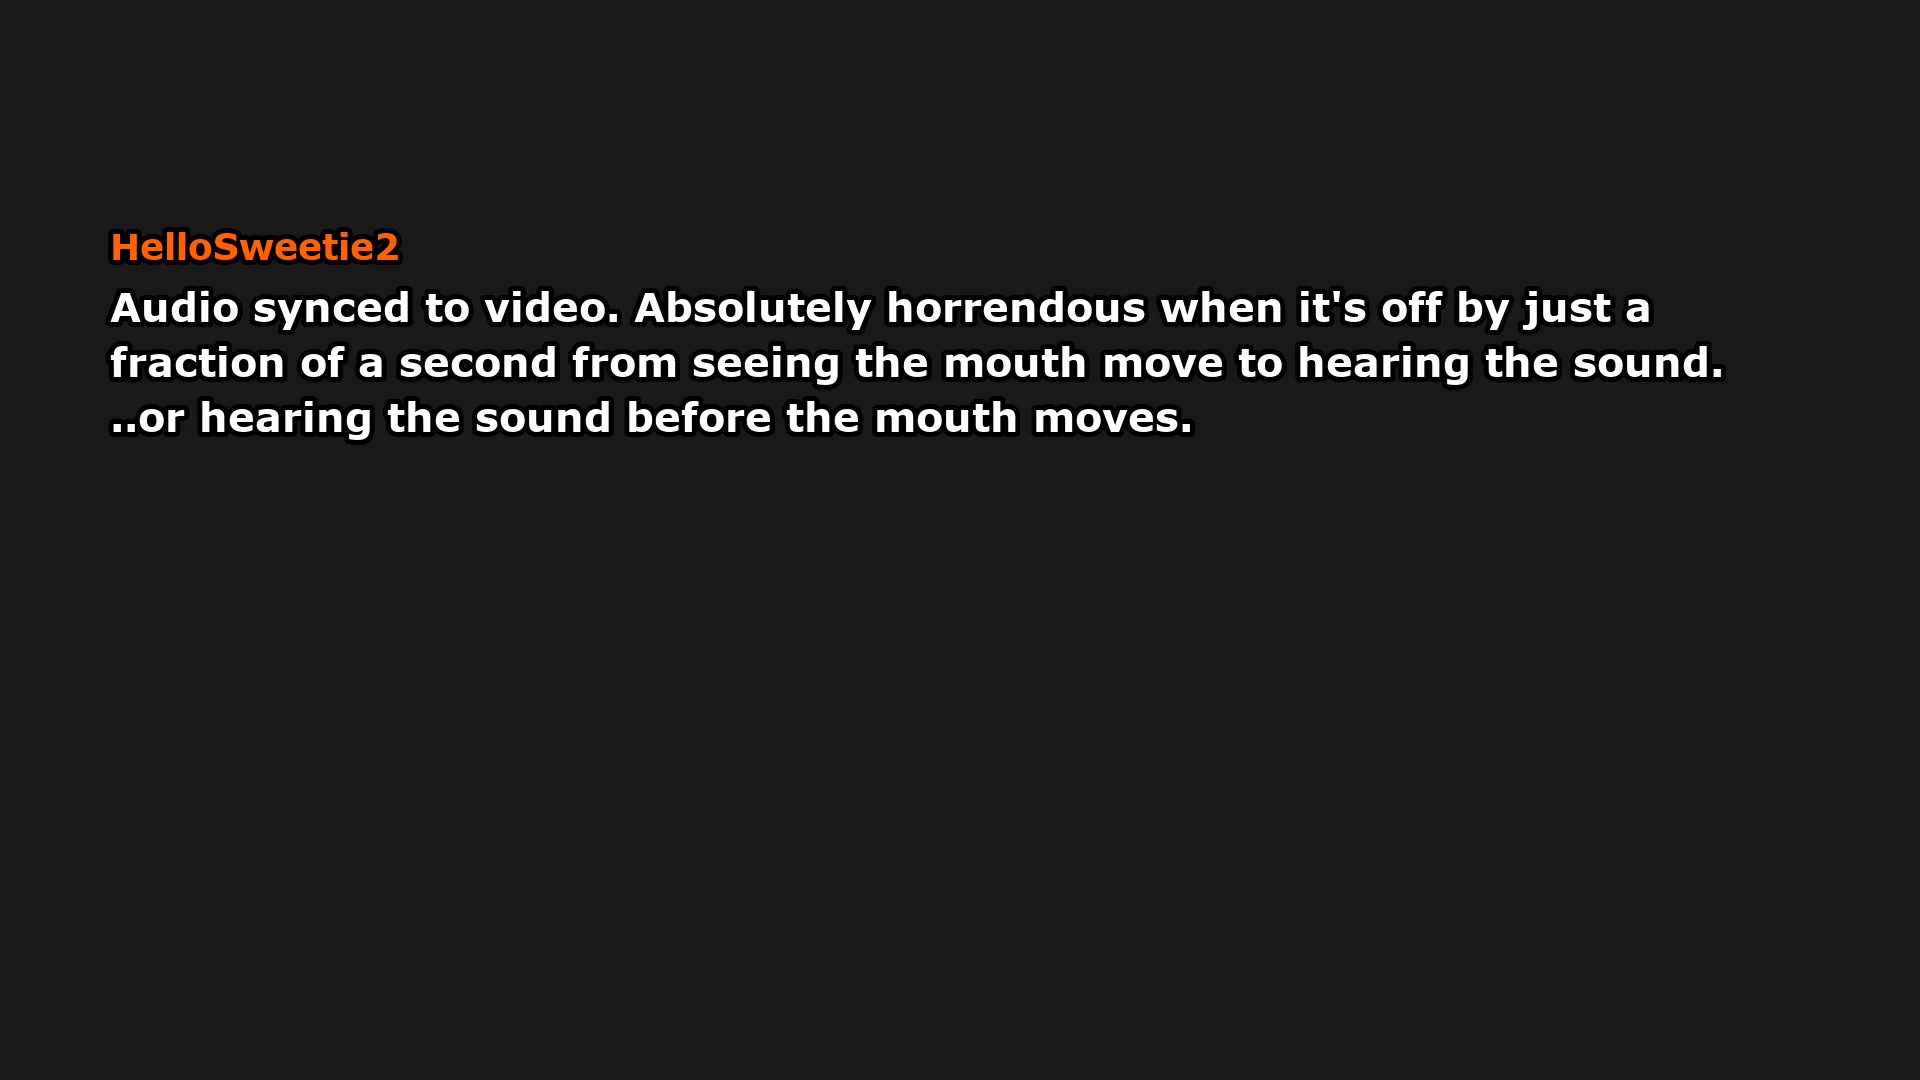 HelloSweetie2
Audio synced to video. Absolutely horrendous when it's off by just a
fraction of a second from seeing the mouth move to hearing the sound.
..or hearing the sound before the mouth moves.